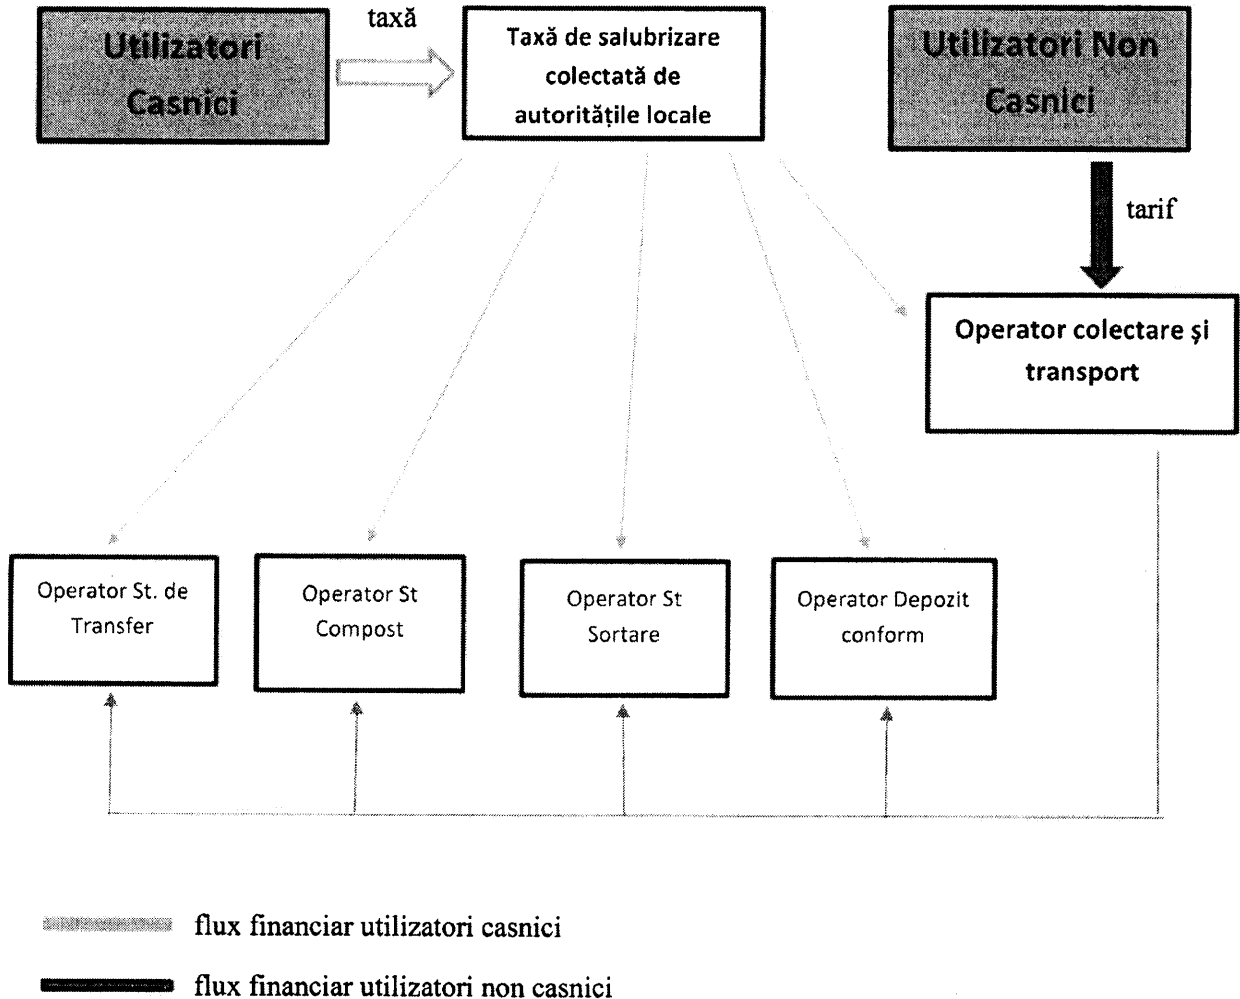 Utilizatori
Casnici
taxă
Taxă de salubrizare
colectată de
autoritățile locale
Utilizatori Non
Casnici
tarif
Operator colectare și
transport
Operator St. de
Transfer
Operator St
Compost
Operator St
Sortare
Operator Depozit
conform
flux financiar utilizatori casnici
flux financiar utilizatori non casnici